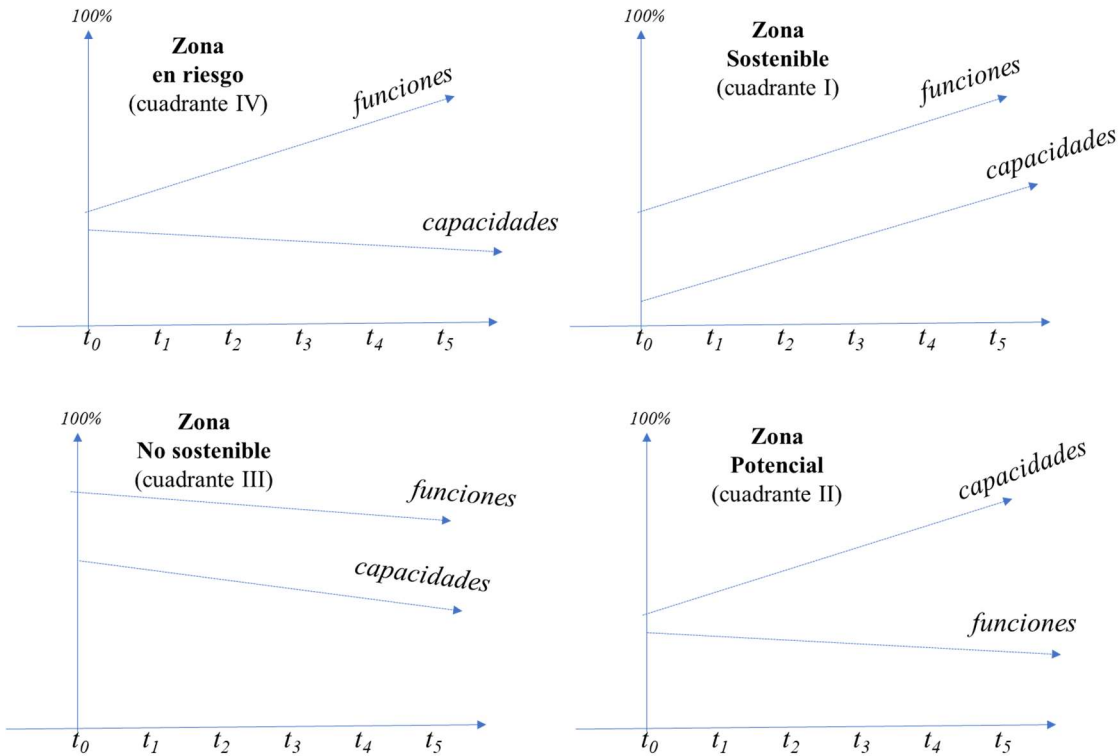 100%
Zona
en riesgo
(cuadrante IV)
funciones
capacidades
t0 t1 t2 t3 t4 t5
100%
Zona
Sostenible
(cuadrante I)
funciones
capacidades
t0 t1 t2 t3 t4 t5
100%
Zona
No sostenible
(cuadrante III)
funciones
capacidades
t0 t1 t2 t3 t4 t5
100%
Zona
Potencial
(cuadrante II)
capacidades
funciones
t0 t1 t2 t3 t4 t5